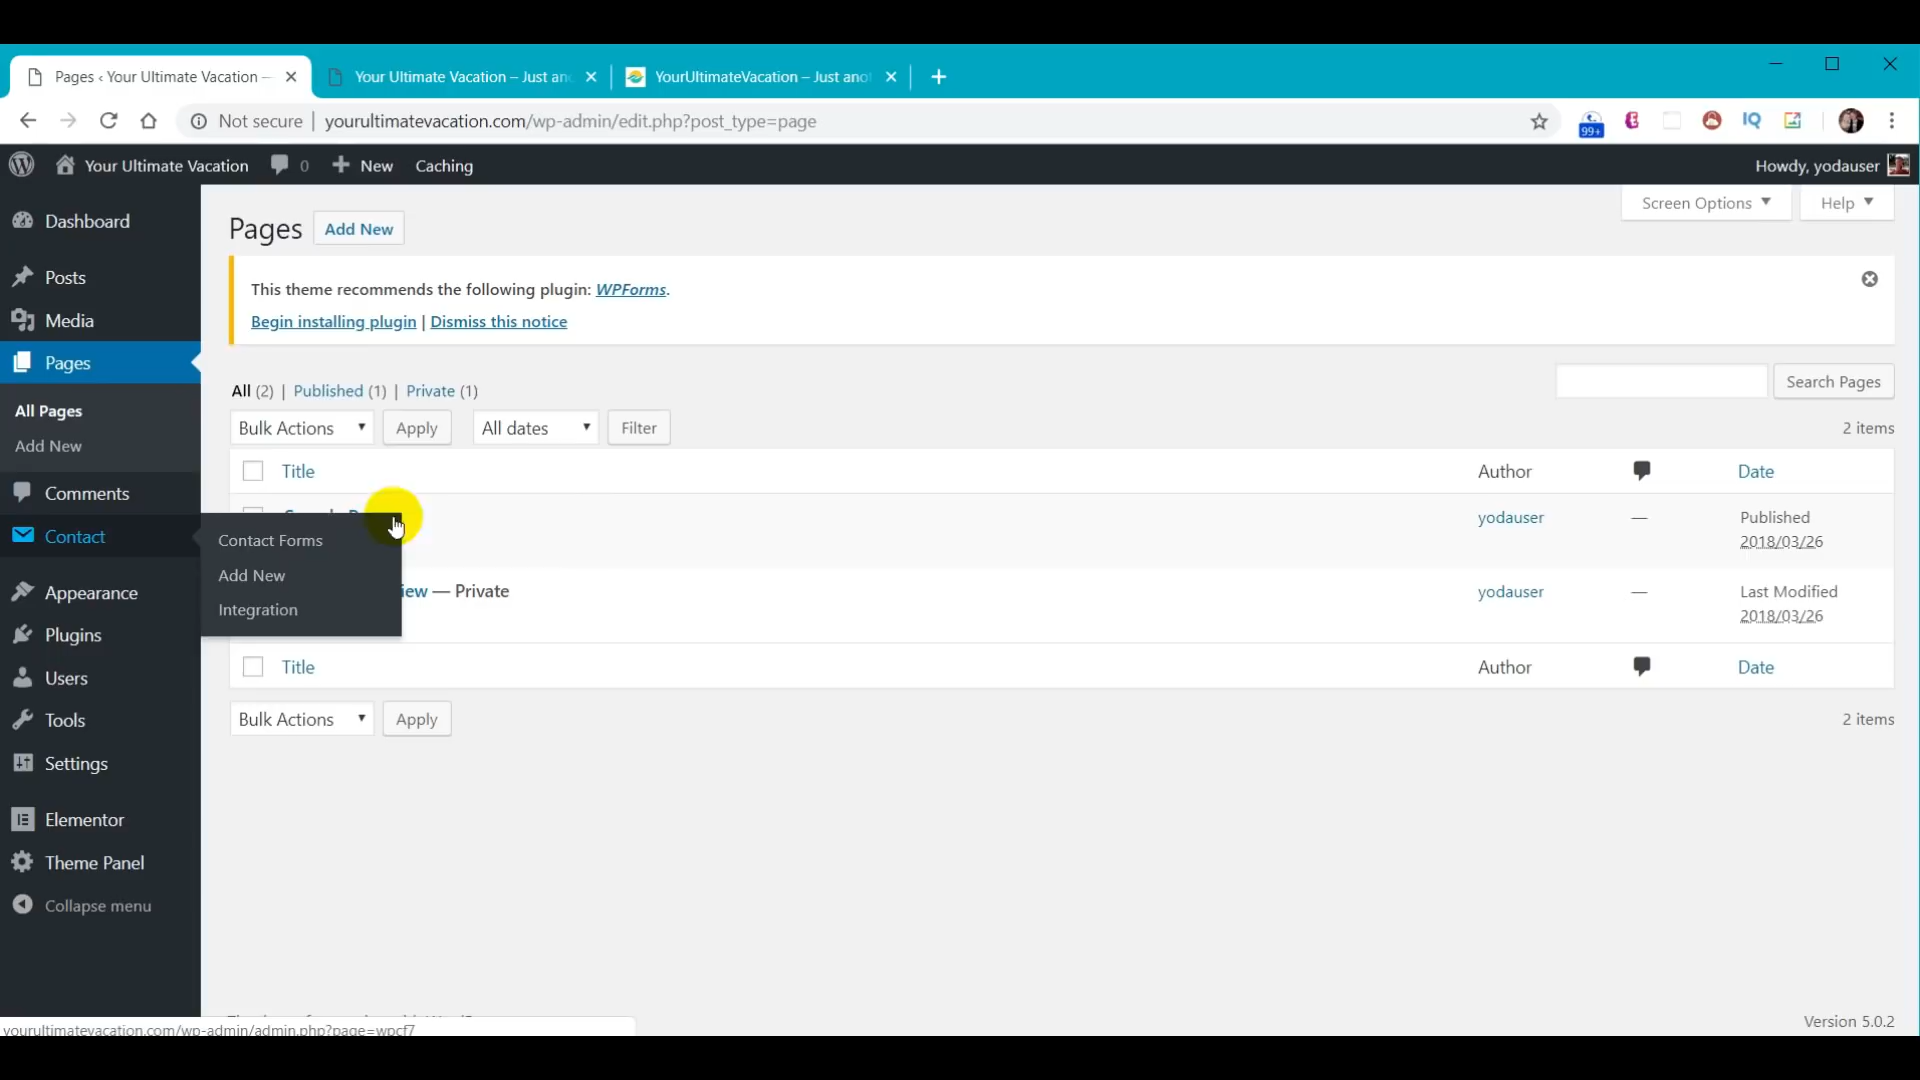 Pages ‹ Your Ultimate Vacation —
Your Ultimate Vacation – Just an
YourUltimateVacation – Just ano
Not secure
yourultimatevacation.com/wp-admin/edit.php?post_type=page
99+
IQ
Your Ultimate Vacation
0
New
Caching
Howdy, yodauser
Dashboard
Posts
Media
Pages
All Pages
Add New
Comments
Contact
Appearance
Plugins
Users
Tools
Settings
Elementor
Theme Panel
Collapse menu
Contact Forms
Add New
Integration
Screen Options
Help
Pages
Add New
This theme recommends the following plugin: WPForms.
Begin installing plugin | Dismiss this notice
All (2) | Published (1) | Private (1)
Search Pages
Bulk Actions
Apply
All dates
Filter
2 items
Title
Author
Date
yodauser
—
Published
2018/03/26
iew — Private
yodauser
—
Last Modified
2018/03/26
Title
Author
Date
Bulk Actions
Apply
2 items
Version 5.0.2
yourultimatevacation.com/wp-admin/admin.php?page=wpcf7